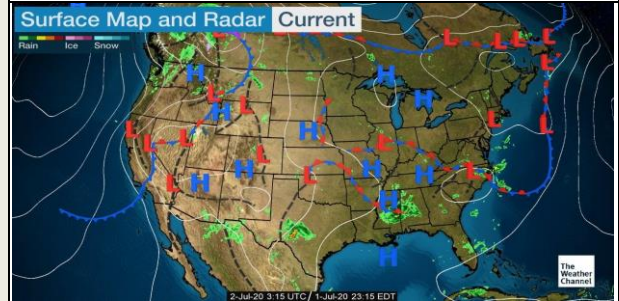 Surface Map and Radar Current
Rain Ice Snow
H
L L L L L
L
H H
L H
L H
L L
L H
L L L
L
H H L H L
L H
H
H
The
Weather
Channel
2-Jul-20 3:15 UTC / 1-Jul-20 23:15 EDT